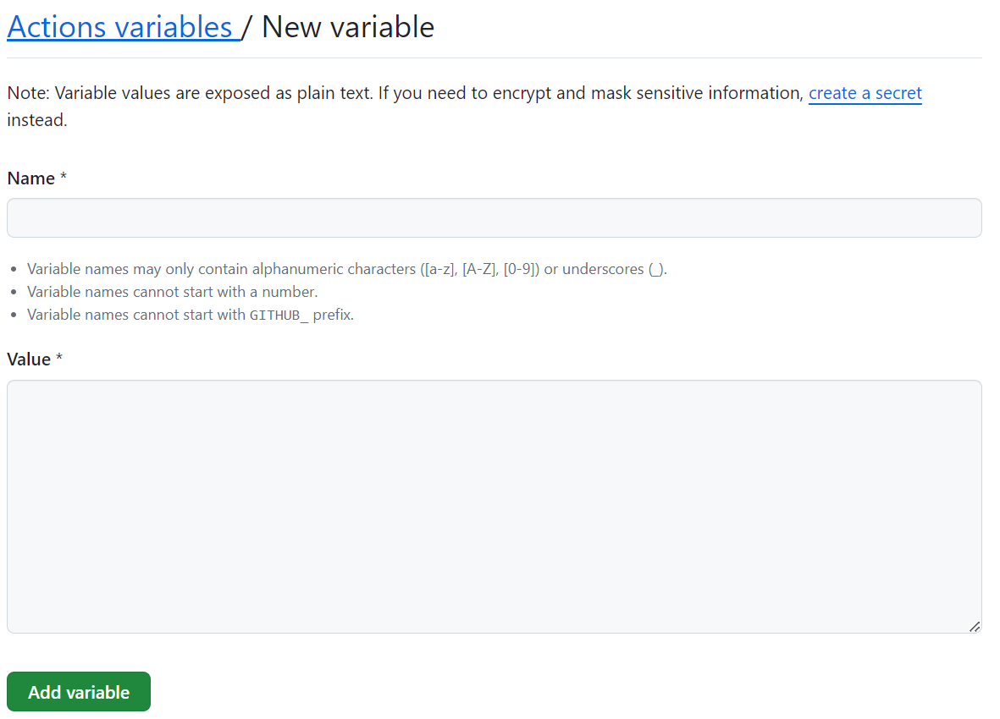 Actions variables / New variable
Note: Variable values are exposed as plain text. If you need to encrypt and mask sensitive information, create a secret
instead.
Name *
• Variable names may only contain alphanumeric characters ([a-z], [A-Z], [0-9]) or underscores (_).
• Variable names cannot start with a number.
• Variable names cannot start with GITHUB_ prefix.
Value *
Add variable